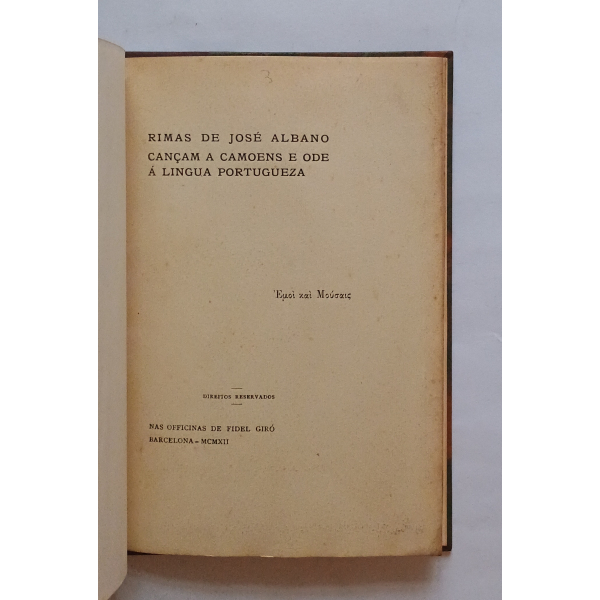 3
RIMAS DE JOSÉ ALBANO
CANÇAM A CAMOENS E ODE
Á LINGUA PORTUGUEZA
Ἐμοὶ καὶ Μούσαις
DIREITOS RESERVADOS
NAS OFFICINAS DE FIDEL GIRÓ
BARCELONA – MCMXII